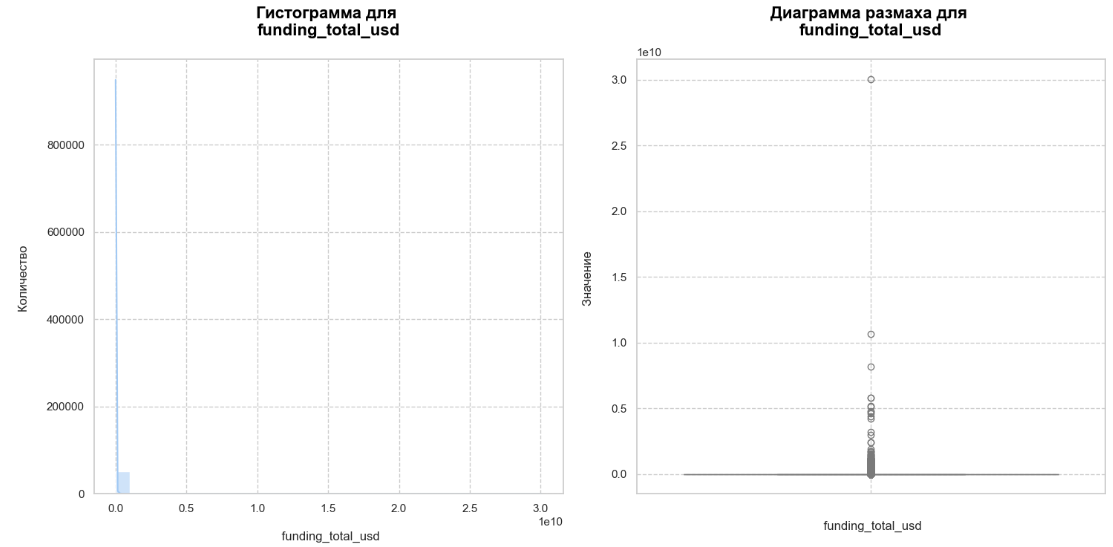 Гистограмма для
funding_total_usd
Количество
800000
600000
400000
200000
0
0.0 0.5 1.0 1.5 2.0 2.5 3.0
1e10
funding_total_usd
Диаграмма размаха для
funding_total_usd
1e10
Значение
3.0
2.5
2.0
1.5
1.0
0.5
0.0
funding_total_usd